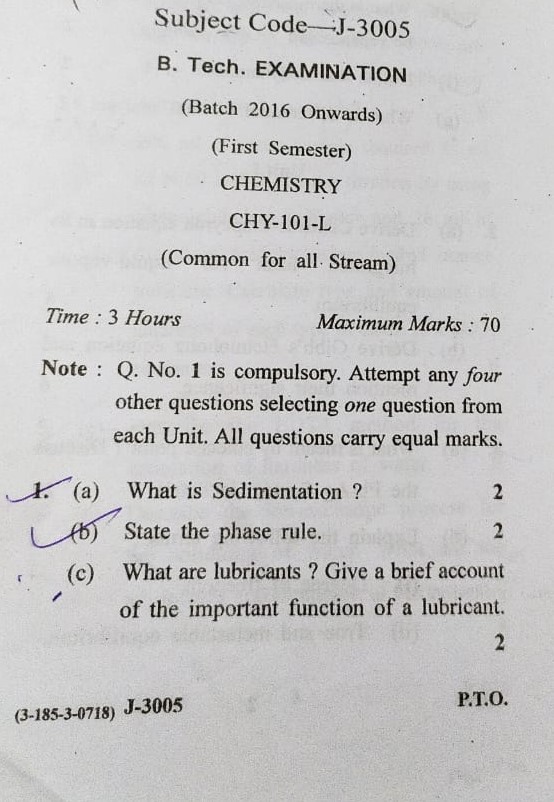 Subject Code—J-3005
B. Tech. EXAMINATION
(Batch 2016 Onwards)
(First Semester)
CHEMISTRY
CHY-101-L
(Common for all Stream)
Time : 3 Hours Maximum Marks : 70
Note : Q. No. 1 is compulsory. Attempt any four
other questions selecting one question from
each Unit. All questions carry equal marks.
1. (a) What is Sedimentation ? 2
(b) State the phase rule. 2
(c) What are lubricants ? Give a brief account
of the important function of a lubricant.
2
(3-185-3-0718) J-3005 P.T.O.